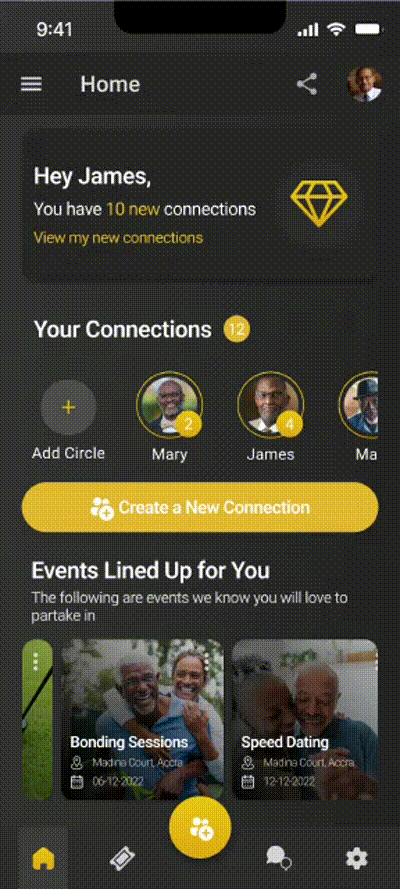 9:41
Home
Hey James,
You have 10 new connections
View my new connections
Your Connections 12
2
4
Add Circle
Mary
James
Ma
Create a New Connection
Events Lined Up for You
The following are events we know you will love to
partake in
Bonding Sessions
Madina Court, Accra
06-12-2022
Speed Dating
Madina Court, Accra
12-12-2022